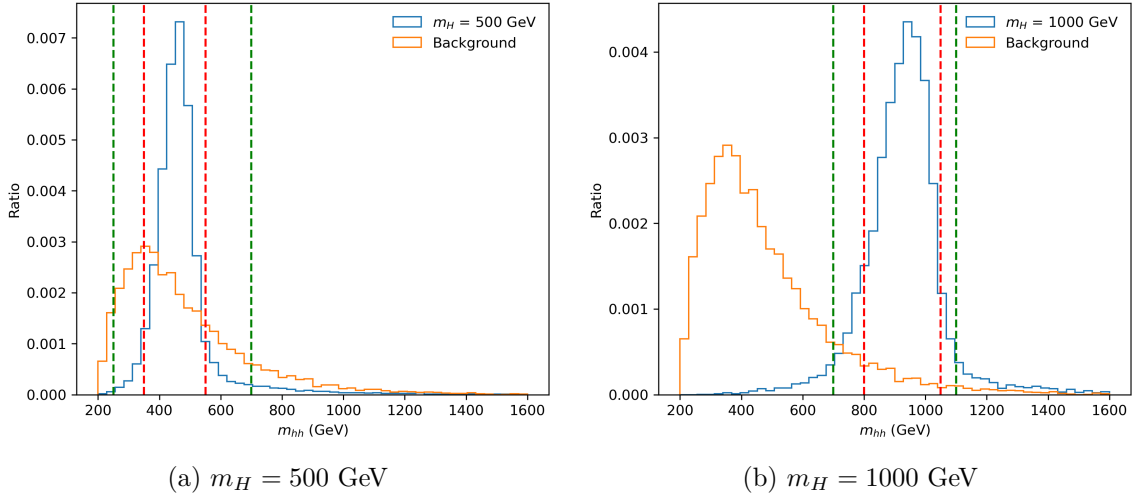 m_H = 500 GeV
Background
0.007
0.006
0.005
0.004
0.003
0.002
0.001
0.000
Ratio
200 400 600 800 1000 1200 1400 1600
m_hh (GeV)
(a) m_H = 500 GeV
m_H = 1000 GeV
Background
0.004
0.003
0.002
0.001
0.000
Ratio
200 400 600 800 1000 1200 1400 1600
m_hh (GeV)
(b) m_H = 1000 GeV